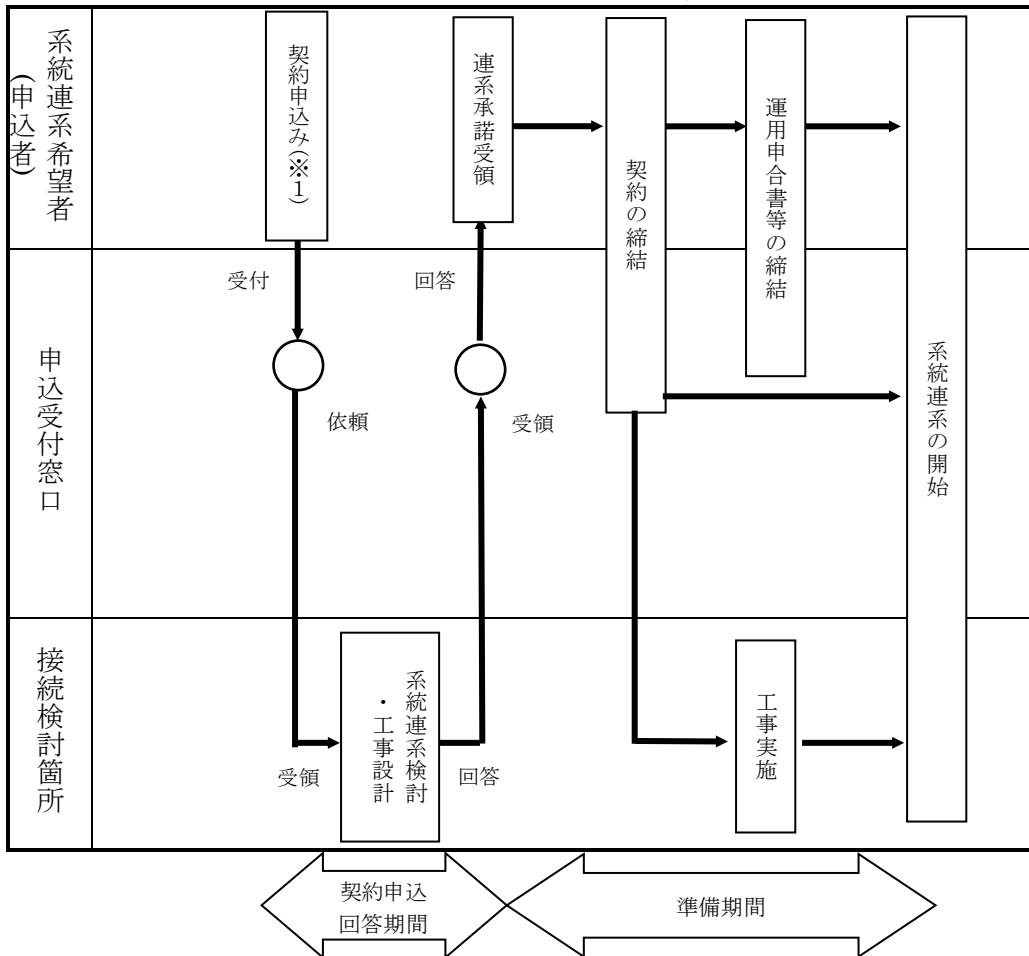 系統連系希望者
(申込者)
契約申込み(※1)
連系承諾受領
契約の締結
運用申合書等の締結
系統連系の開始
受付
回答
申込受付窓口
依頼
受領
接続検討箇所
受領
系統連系検討
・工事設計
回答
工事実施
契約申込
回答期間
準備期間